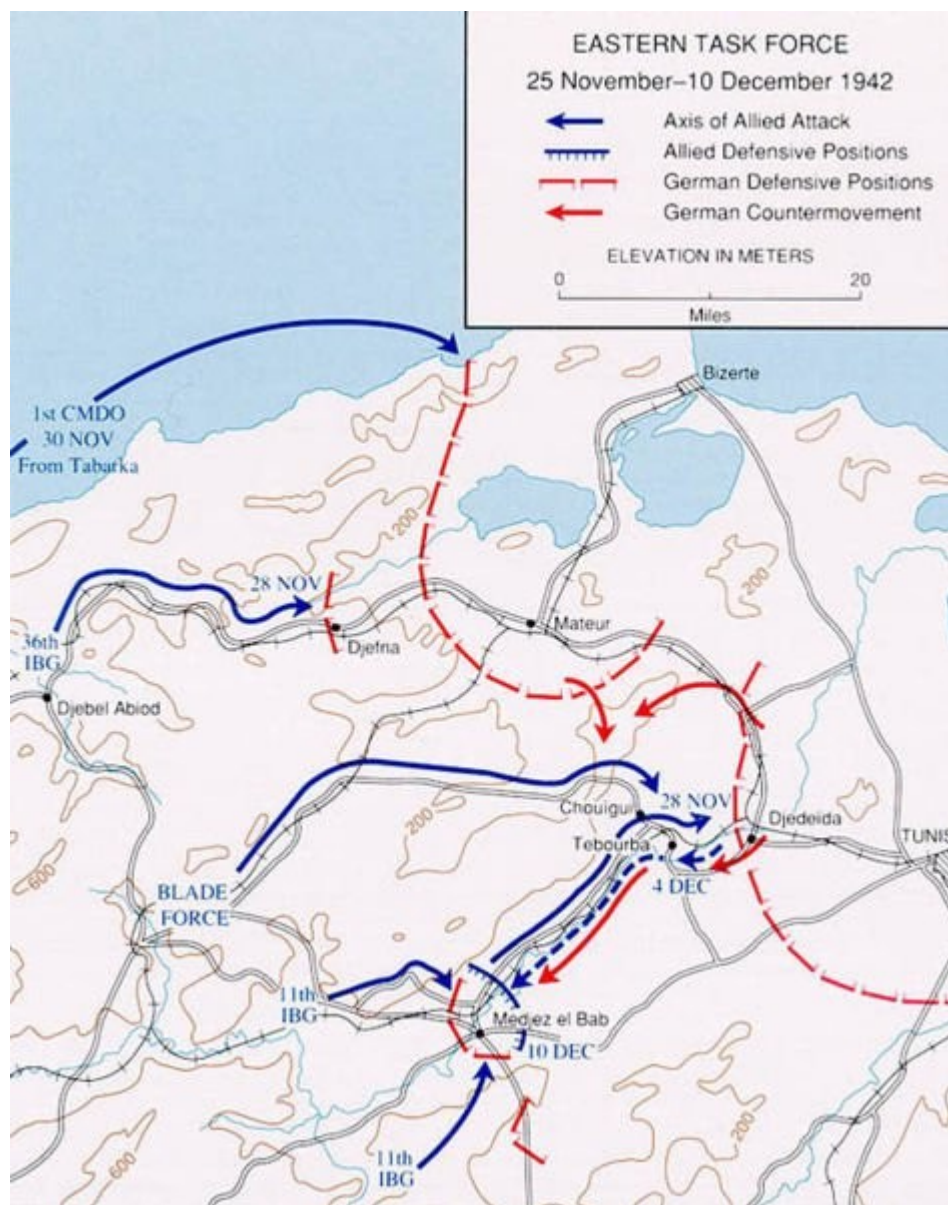 EASTERN TASK FORCE
25 November–10 December 1942
Axis of Allied Attack
Allied Defensive Positions
German Defensive Positions
German Countermovement
ELEVATION IN METERS
0 20
Miles
Bizerte
1st CMDO
30 NOV
From Tabarka
200
200
28 NOV
36th
IBG
Djefna
Mateur
Djebel Abiod
Chouigui
28 NOV
Djedeida
200
Tebourba
TUNIS
600
4 DEC
BLADE
FORCE
11th
IBG
Medjez el Bab
10 DEC
600
200
11th
IBG